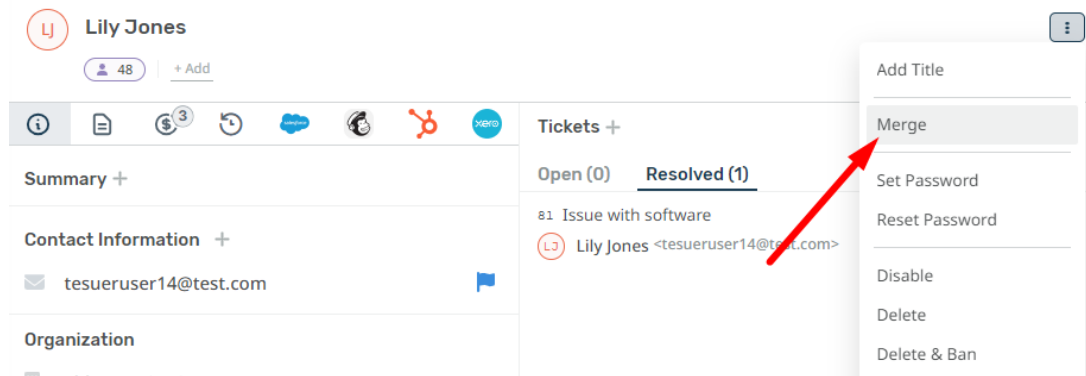 LJ
Lily Jones
48
+ Add
3
salesforce
xero
Summary +
Contact Information +
tesueruser14@test.com
Organization
Tickets +
Open (0) Resolved (1)
81 Issue with software
LJ Lily Jones <tesueruser14@test.com>
Add Title
Merge
Set Password
Reset Password
Disable
Delete
Delete & Ban